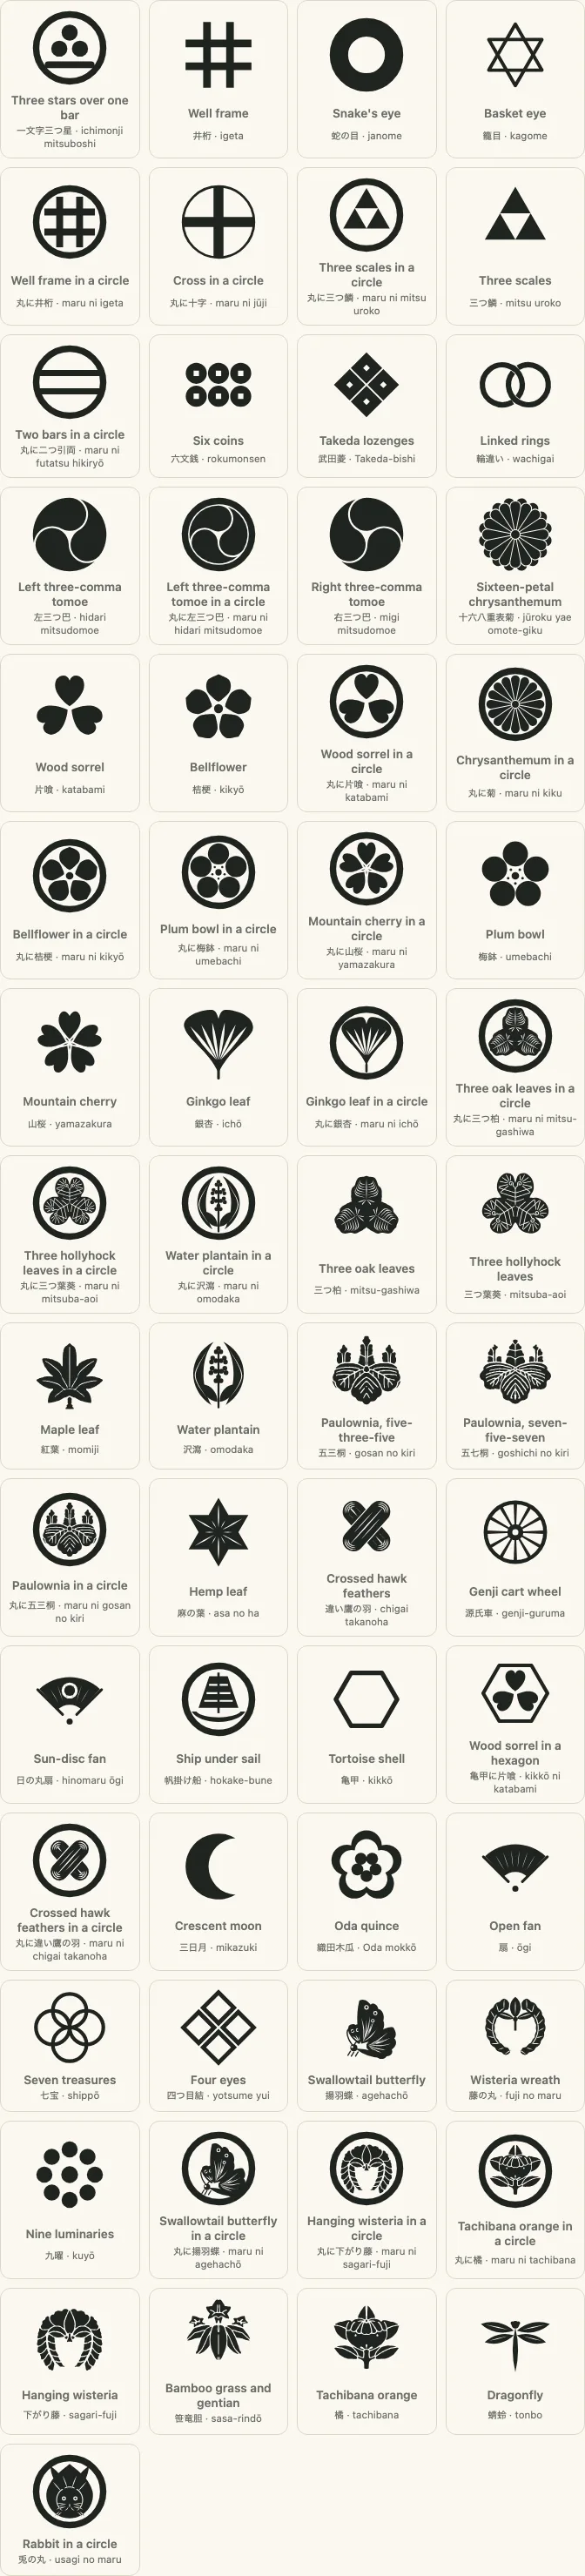 Three stars over one
bar
一文字三つ星 · ichimonji
mitsuboshi
Well frame
井桁 · igeta
Snake's eye
蛇の目 · janome
Basket eye
籠目 · kagome
Well frame in a circle
丸に井桁 · maru ni igeta
Cross in a circle
丸に十字 · maru ni jūji
Three scales in a
circle
丸に三つ鱗 · maru ni mitsu
uroko
Three scales
三つ鱗 · mitsu uroko
Two bars in a circle
丸に二つ引両 · maru ni
futatsu hikiryō
Six coins
六文銭 · rokumonsen
Takeda lozenges
武田菱 · Takeda-bishi
Linked rings
輪違い · wachigai
Left three-comma
tomoe
左三つ巴 · hidari
mitsudomoe
Left three-comma
tomoe in a circle
丸に左三つ巴 · maru ni
hidari mitsudomoe
Right three-comma
tomoe
右三つ巴 · migi
mitsudomoe
Sixteen-petal
chrysanthemum
十六八重表菊 · jūroku yae
omote-giku
Wood sorrel
片喰 · katabami
Bellflower
桔梗 · kikyō
Wood sorrel in a
circle
丸に片喰 · maru ni
katabami
Chrysanthemum in a
circle
丸に菊 · maru ni kiku
Bellflower in a circle
丸に桔梗 · maru ni kikyō
Plum bowl in a circle
丸に梅鉢 · maru ni
umebachi
Mountain cherry in a
circle
丸に山桜 · maru ni
yamazakura
Plum bowl
梅鉢 · umebachi
Mountain cherry
山桜 · yamazakura
Ginkgo leaf
銀杏 · ichō
Ginkgo leaf in a circle
丸に銀杏 · maru ni ichō
Three oak leaves in a
circle
丸に三つ柏 · maru ni mitsu-
gashiwa
Three hollyhock
leaves in a circle
丸に三つ葉葵 · maru ni
mitsuba-aoi
Water plantain in a
circle
丸に沢瀉 · maru ni
omodaka
Three oak leaves
三つ柏 · mitsu-gashiwa
Three hollyhock
leaves
三つ葉葵 · mitsuba-aoi
Maple leaf
紅葉 · momiji
Water plantain
沢瀉 · omodaka
Paulownia, five-
three-five
五三桐 · gosan no kiri
Paulownia, seven-
five-seven
五七桐 · goshichi no kiri
Paulownia in a circle
丸に五三桐 · maru ni gosan
no kiri
Hemp leaf
麻の葉 · asa no ha
Crossed hawk
feathers
違い鷹の羽 · chigai
takanoha
Genji cart wheel
源氏車 · genji-guruma
Sun-disc fan
日の丸扇 · hinomaru ōgi
Ship under sail
帆掛け船 · hokake-bune
Tortoise shell
亀甲 · kikkō
Wood sorrel in a
hexagon
亀甲に片喰 · kikkō ni
katabami
Crossed hawk
feathers in a circle
丸に違い鷹の羽 · maru ni
chigai takanoha
Crescent moon
三日月 · mikazuki
Oda quince
織田木瓜 · Oda mokkō
Open fan
扇 · ōgi
Seven treasures
七宝 · shippō
Four eyes
四つ目結 · yotsume yui
Swallowtail butterfly
揚羽蝶 · agehachō
Wisteria wreath
藤の丸 · fuji no maru
Nine luminaries
九曜 · kuyō
Swallowtail butterfly
in a circle
丸に揚羽蝶 · maru ni
agehachō
Hanging wisteria in a
circle
丸に下がり藤 · maru ni
sagari-fuji
Tachibana orange in
a circle
丸に橘 · maru ni tachibana
Hanging wisteria
下がり藤 · sagari-fuji
Bamboo grass and
gentian
笹竜胆 · sasa-rindō
Tachibana orange
橘 · tachibana
Dragonfly
蜻蛉 · tonbo
Rabbit in a circle
兎の丸 · usagi no maru